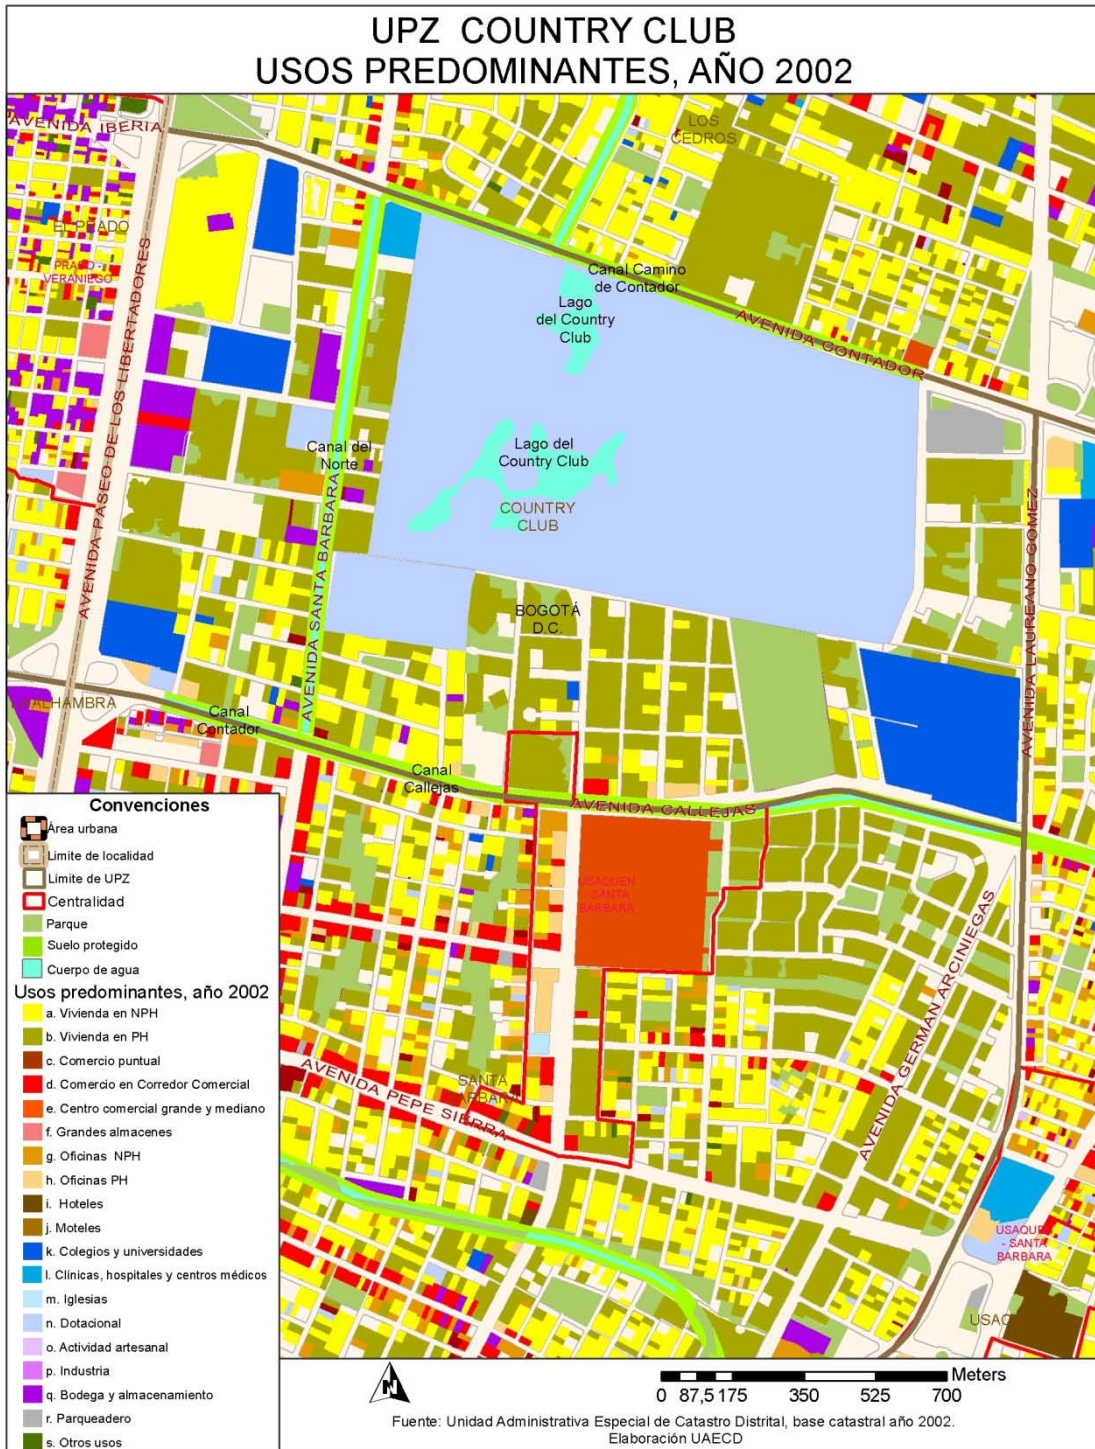 UPZ COUNTRY CLUB
USOS PREDOMINANTES, AÑO 2002
AVENIDA IBERIA
LOS
CEDROS
EL PRADO
PRADO -
VERANIEGO
Canal Camino
de Contador
Lago
del Country
Club
AVENIDA CONTADOR
AVENIDA PASEO DE LOS LIBERTADORES
Canal del
Norte
Lago del
Country Club
COUNTRY
CLUB
AVENIDA SANTA BARBARA
AVENIDA LAUREANO GOMEZ
BOGOTÁ
D.C.
ALHAMBRA
Canal
Contador
Canal
Callejas
AVENIDA CALLEJAS
USAQUEN
- SANTA
BARBARA
AVENIDA GERMAN ARCINIEGAS
SANTA
BARBARA
AVENIDA PEPE SIERRA
USAQUEN
- SANTA
BARBARA
USAQ
Convenciones
Área urbana
Limite de localidad
Límite de UPZ
Centralidad
Parque
Suelo protegido
Cuerpo de agua
Usos predominantes, año 2002
a. Vivienda en NPH
b. Vivienda en PH
c. Comercio puntual
d. Comercio en Corredor Comercial
e. Centro comercial grande y mediano
f. Grandes almacenes
g. Oficinas NPH
h. Oficinas PH
i. Hoteles
j. Moteles
k. Colegios y universidades
l. Clínicas, hospitales y centros médicos
m. Iglesias
n. Dotacional
o. Actividad artesanal
p. Industria
q. Bodega y almacenamiento
r. Parqueadero
s. Otros usos
N
Meters
0 87,5 175 350 525 700
Fuente: Unidad Administrativa Especial de Catastro Distrital, base catastral año 2002.
Elaboración UAECD